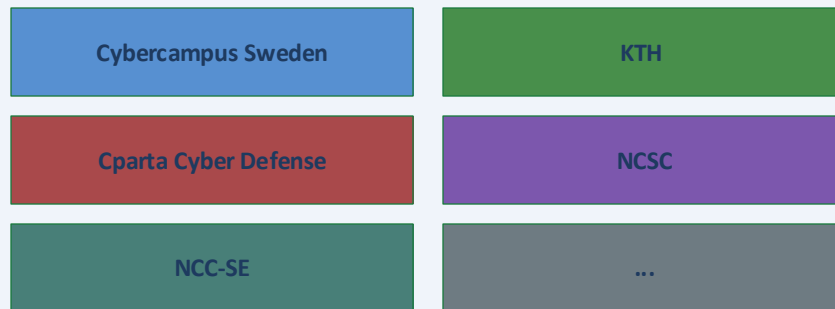 Cybercampus Sweden
KTH
Cparta Cyber Defense
NCSC
NCC-SE
...